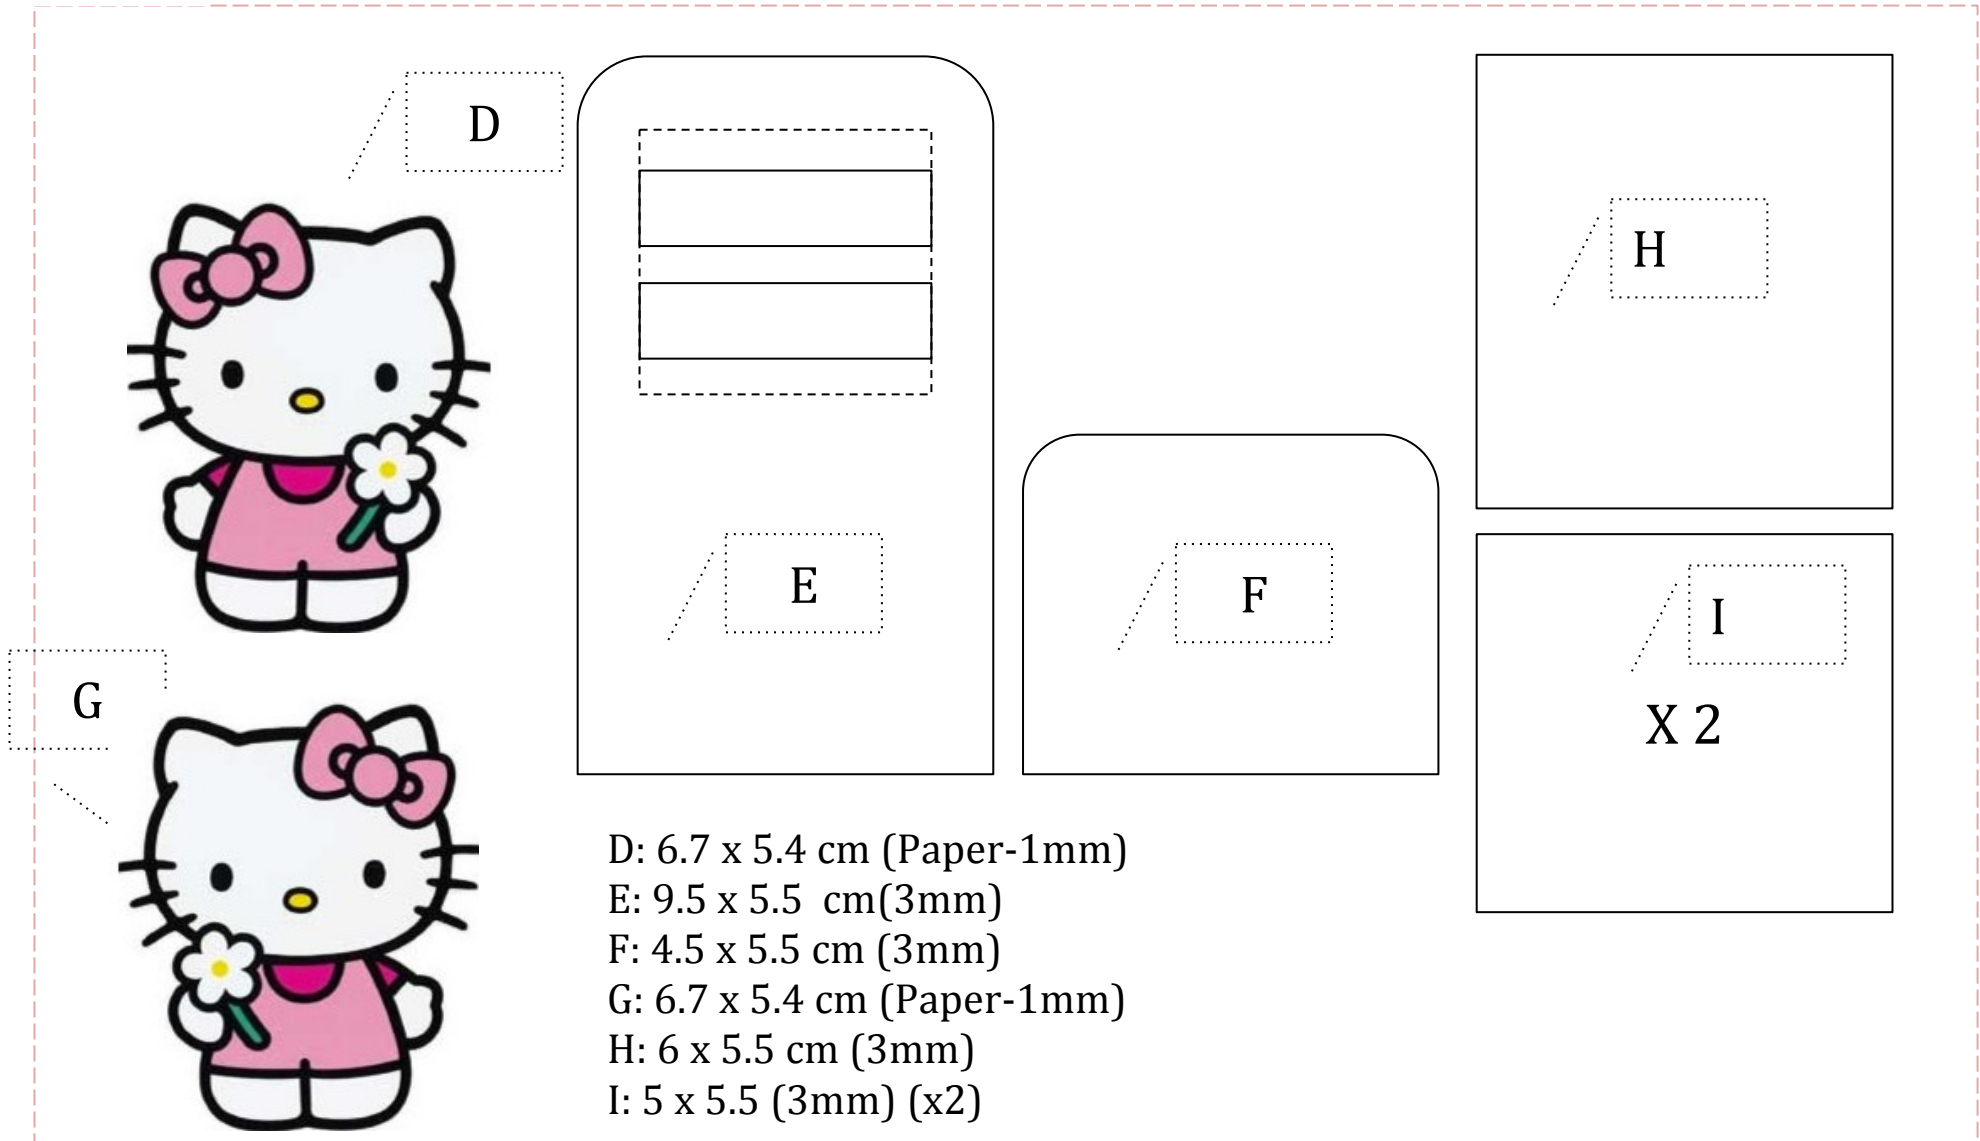 D
H
E
F
I
X 2
G
D: 6.7 x 5.4 cm (Paper-1mm)
E: 9.5 x 5.5  cm(3mm)
F: 4.5 x 5.5 cm (3mm)
G: 6.7 x 5.4 cm (Paper-1mm)
H: 6 x 5.5 cm (3mm)
I: 5 x 5.5 (3mm) (x2)